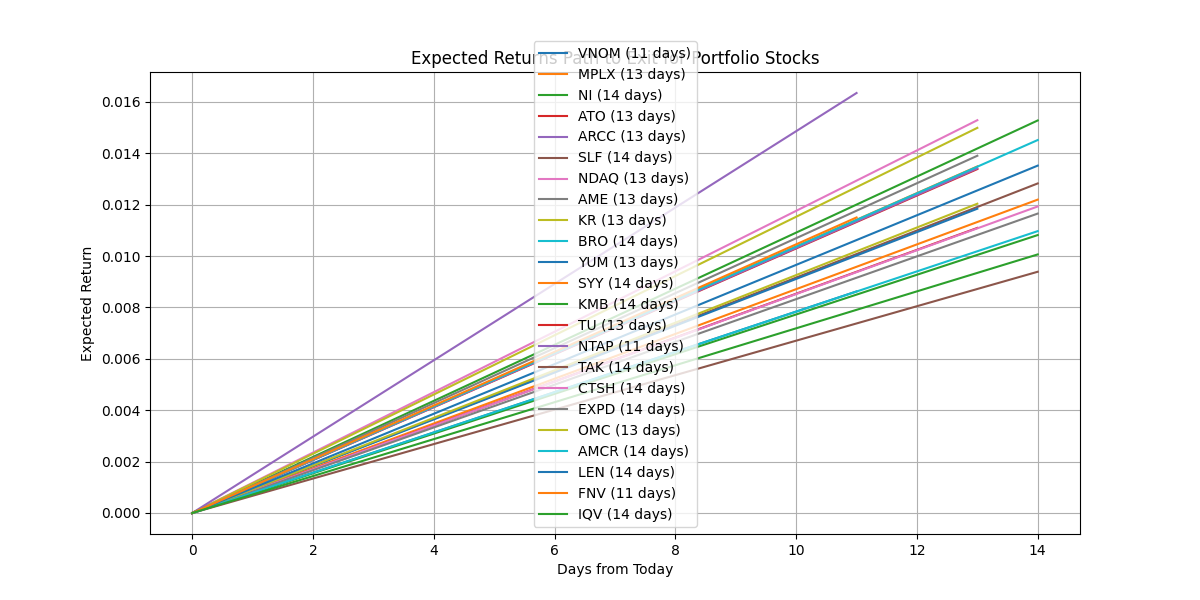 Expected Returns Path to Exit for Portfolio Stocks
VNOM (11 days)
MPLX (13 days)
NI (14 days)
ATO (13 days)
ARCC (13 days)
SLF (14 days)
NDAQ (13 days)
AME (13 days)
KR (13 days)
BRO (14 days)
YUM (13 days)
SYY (14 days)
KMB (14 days)
TU (13 days)
NTAP (11 days)
TAK (14 days)
CTSH (14 days)
EXPD (14 days)
OMC (13 days)
AMCR (14 days)
LEN (14 days)
FNV (11 days)
IQV (14 days)
Expected Return
0.016
0.014
0.012
0.010
0.008
0.006
0.004
0.002
0.000
0 2 4 6 8 10 12 14
Days from Today